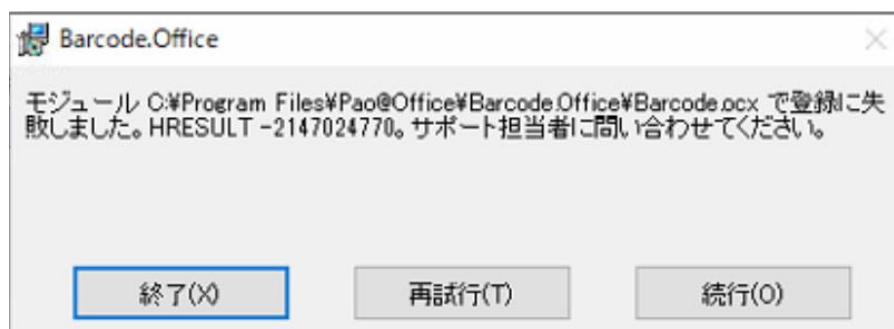 Barcode.Office
モジュール C:¥Program Files¥Pao@Office¥Barcode.Office¥Barcode.ocx で登録に失
敗しました。HRESULT -2147024770。サポート担当者に問い合わせてください。
終了(X)
再試行(T)
続行(O)